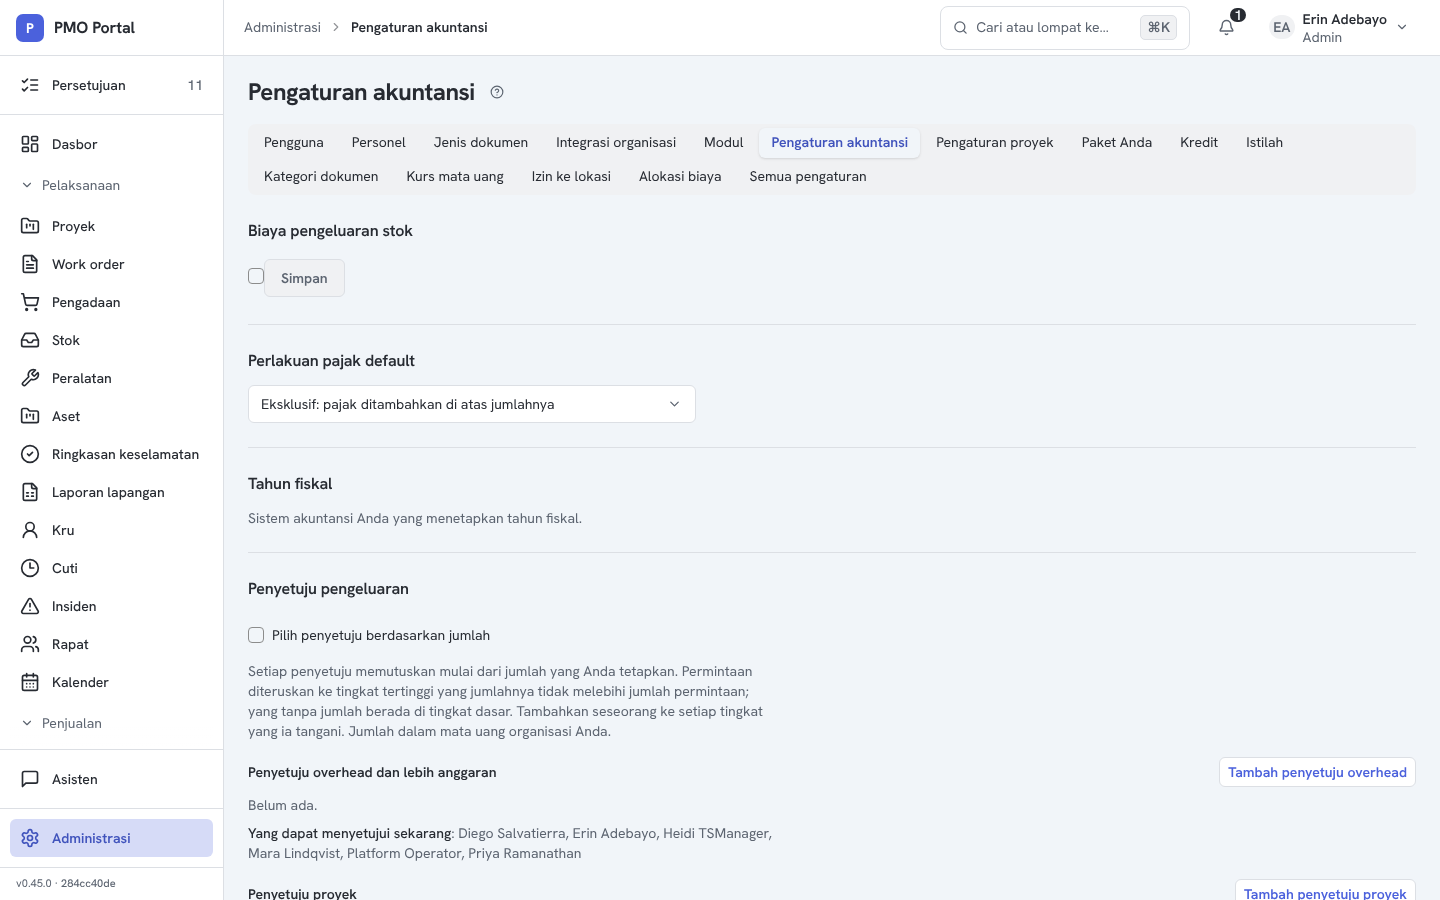 P PMO Portal
Administrasi > Pengaturan akuntansi
Cari atau lompat ke... ⌘K
1
EA Erin Adebayo
Admin
Persetujuan 11
Dasbor
Pelaksanaan
Proyek
Work order
Pengadaan
Stok
Peralatan
Aset
Ringkasan keselamatan
Laporan lapangan
Kru
Cuti
Insiden
Rapat
Kalender
Penjualan
Asisten
Administrasi
v0.45.0 · 284cc40de
Pengaturan akuntansi
Pengguna Personel Jenis dokumen Integrasi organisasi Modul Pengaturan akuntansi Pengaturan proyek Paket Anda Kredit Istilah
Kategori dokumen Kurs mata uang Izin ke lokasi Alokasi biaya Semua pengaturan
Biaya pengeluaran stok
Simpan
Perlakuan pajak default
Eksklusif: pajak ditambahkan di atas jumlahnya
Tahun fiskal
Sistem akuntansi Anda yang menetapkan tahun fiskal.
Penyetuju pengeluaran
Pilih penyetuju berdasarkan jumlah
Setiap penyetuju memutuskan mulai dari jumlah yang Anda tetapkan. Permintaan
diteruskan ke tingkat tertinggi yang jumlahnya tidak melebihi jumlah permintaan;
yang tanpa jumlah berada di tingkat dasar. Tambahkan seseorang ke setiap tingkat
yang ia tangani. Jumlah dalam mata uang organisasi Anda.
Penyetuju overhead dan lebih anggaran
Tambah penyetuju overhead
Belum ada.
Yang dapat menyetujui sekarang: Diego Salvatierra, Erin Adebayo, Heidi TSManager,
Mara Lindqvist, Platform Operator, Priya Ramanathan
Penyetuju proyek
Tambah penyetuju proyek